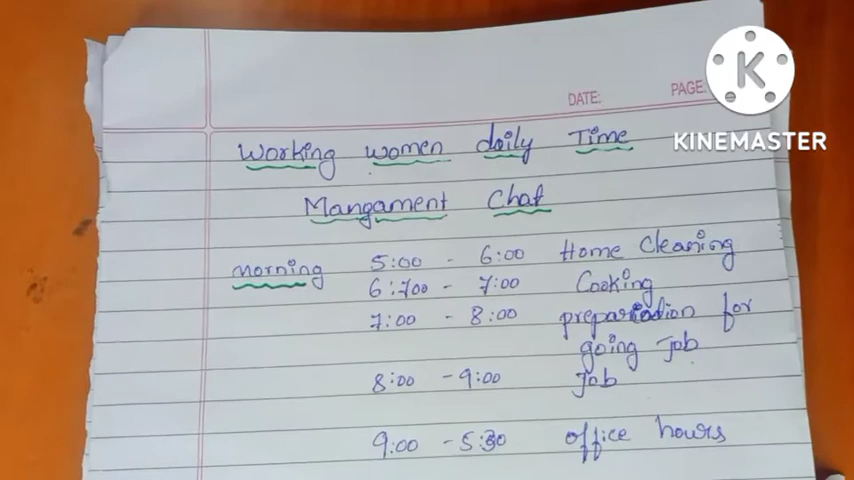 DATE: PAGE:
KINEMASTER
Working women daily Time
Mangament Chat
morning 5:00 - 6:00 Home Cleaning
6:00 - 7:00 Cooking
7:00 - 8:00 preparation for
going Job
8:00 - 9:00 Job
9:00 - 5:30 office hours